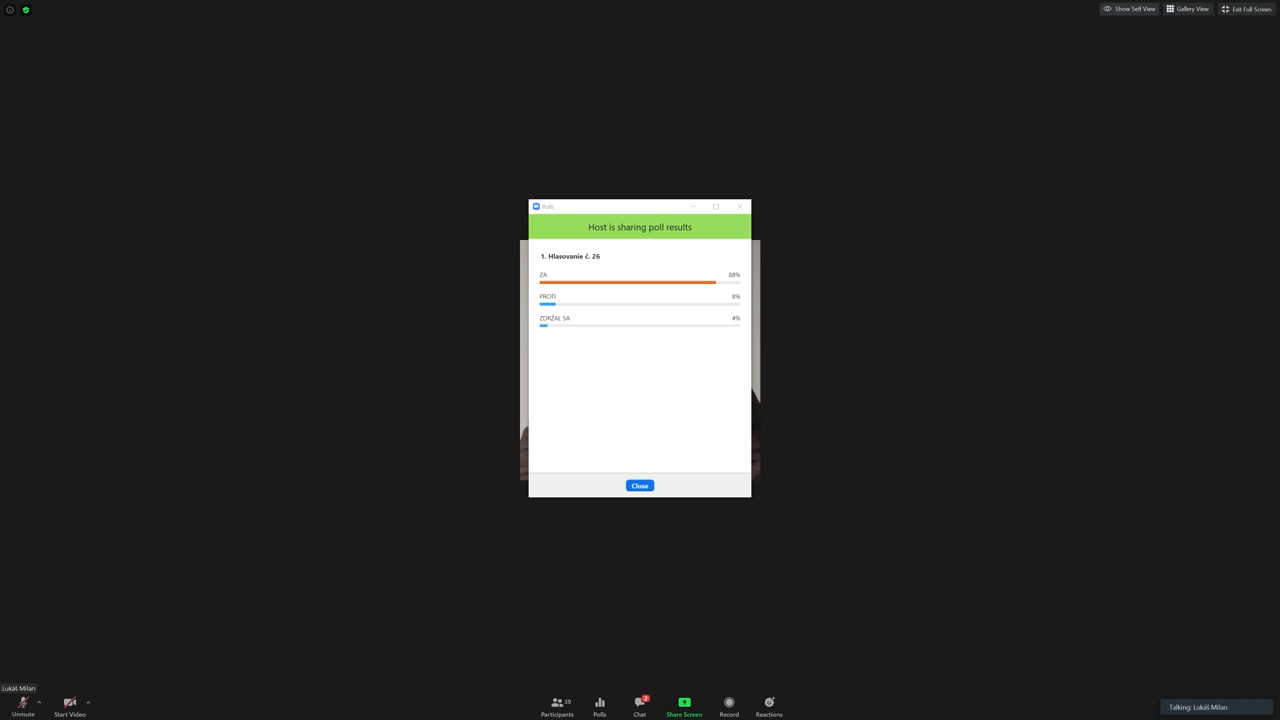 Show Self View
Gallery View
Exit Full Screen
Polls
Host is sharing poll results
1. Hlasovanie č. 26
ZA 88%
PROTI 8%
ZDRŽAL SA 4%
Close
Lukáš Milan
Unmute
Start Video
39
Participants
Polls
2
Chat
Share Screen
Record
Reactions
Talking: Lukáš Milan